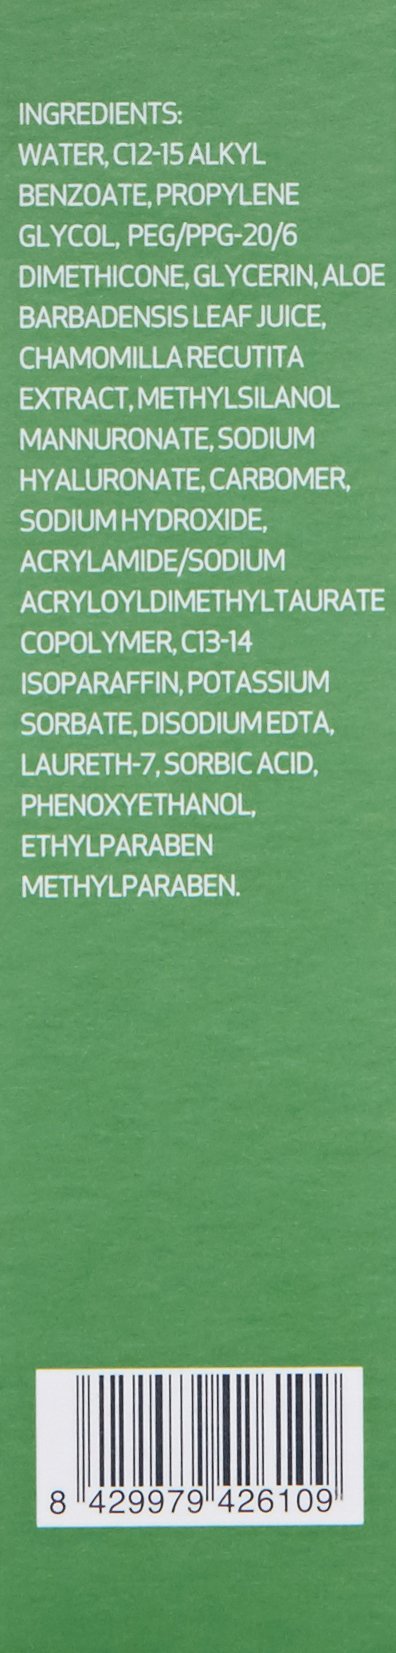 INGREDIENTS:
WATER, C12-15 ALKYL
BENZOATE, PROPYLENE
GLYCOL, PEG/PPG-20/6
DIMETHICONE, GLYCERIN, ALOE
BARBADENSIS LEAF JUICE,
CHAMOMILLA RECUTITA
EXTRACT, METHYLSILANOL
MANNURONATE, SODIUM
HYALURONATE, CARBOMER,
SODIUM HYDROXIDE,
ACRYLAMIDE/SODIUM
ACRYLOYLDIMETHYLTAURATE
COPOLYMER, C13-14
ISOPARAFFIN, POTASSIUM
SORBATE, DISODIUM EDTA,
LAURETH-7, SORBIC ACID,
PHENOXYETHANOL,
ETHYLPARABEN
METHYLPARABEN.
8 429979 426109